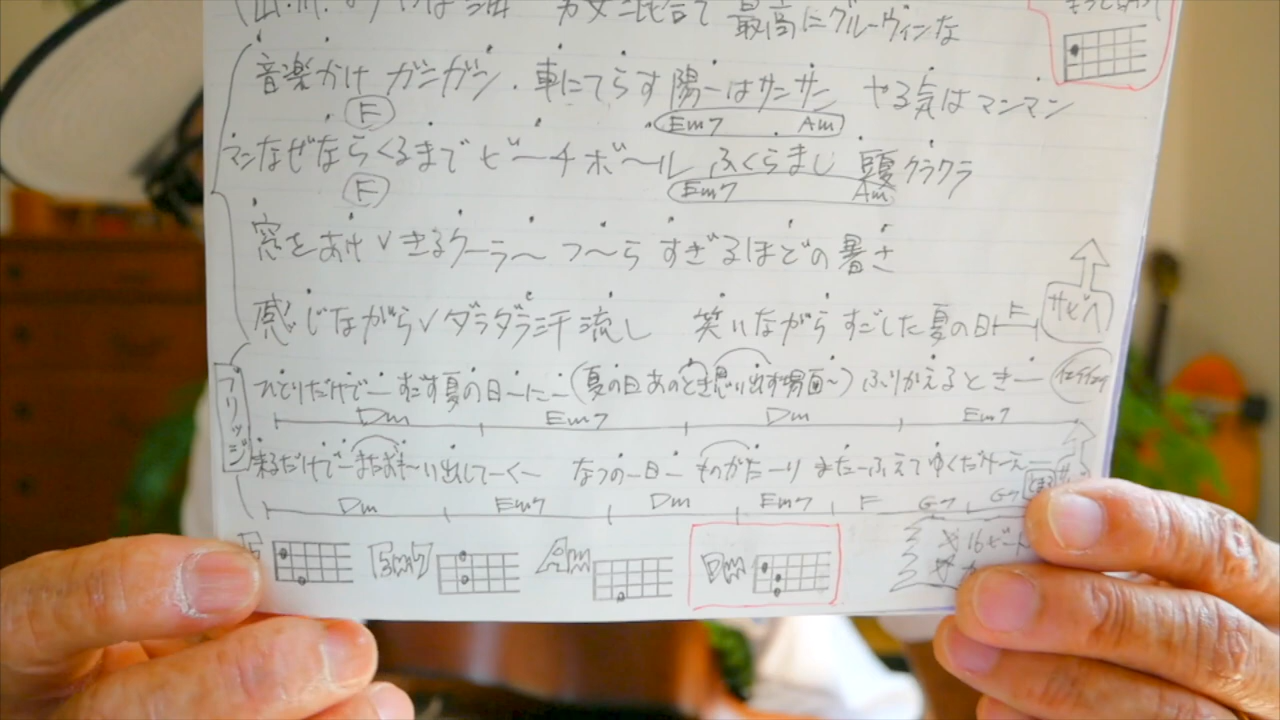 最高にグルーヴィンな
音楽かけ ガンガン、車にてらす陽一はサンサン やる気はマンマン
F Em7 Am
マンなぜならくるまで ビ〜チボ〜ル ふくらまし 頭クラクラ
F Em7 Am
窓をあけ∨きるクーラ〜 つ〜ら すぎるほどの暑さ
感じながら∨ダラダラ汗流し 笑いながら すごした夏の日 F
サビへ
ブリッジ
ひとりだけでーすごす夏の日ーにー(夏の日 あのとき思い出す場面〜) ふりかえるときー
Dm Em7 Dm Em7
来るだけでーまたおも〜い出してーくー なつのー日ー ものがたーり またーふえてゆくだけーえー
Dm Em7 Dm Em7 F G7 G7
F Em7 Am Dm 16ビート